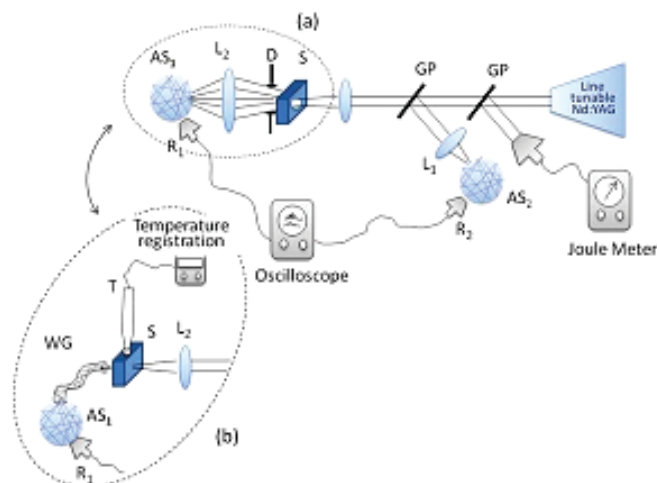 (a)
AS₁
L₂
D
S
GP
GP
Line
tunable
Nd:YAG
R₁
L₁
AS₂
R₂
Joule Meter
Oscilloscope
Temperature
registration
T
WG
S
L₂
AS₁
R₁
(b)